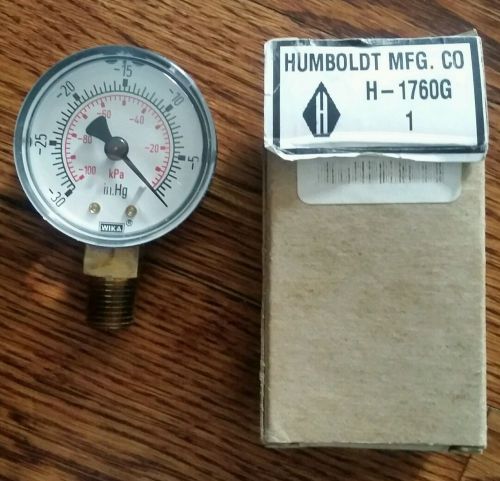 -15
-20
-10
-60
-40
-25
-80
-20
-5
-100
kPa
in.Hg
-30
WIKA
®
HUMBOLDT MFG. CO
H
H-1760G
1